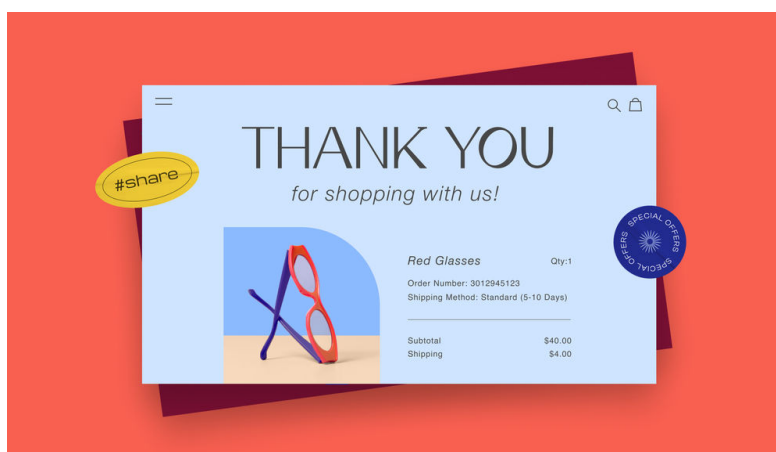 THANK YOU
for shopping with us!
#share
SPECIAL OFFERS SPECIAL OFFERS
Red Glasses Qty:1
Order Number: 3012945123
Shipping Method: Standard (5-10 Days)
Subtotal $40.00
Shipping $4.00